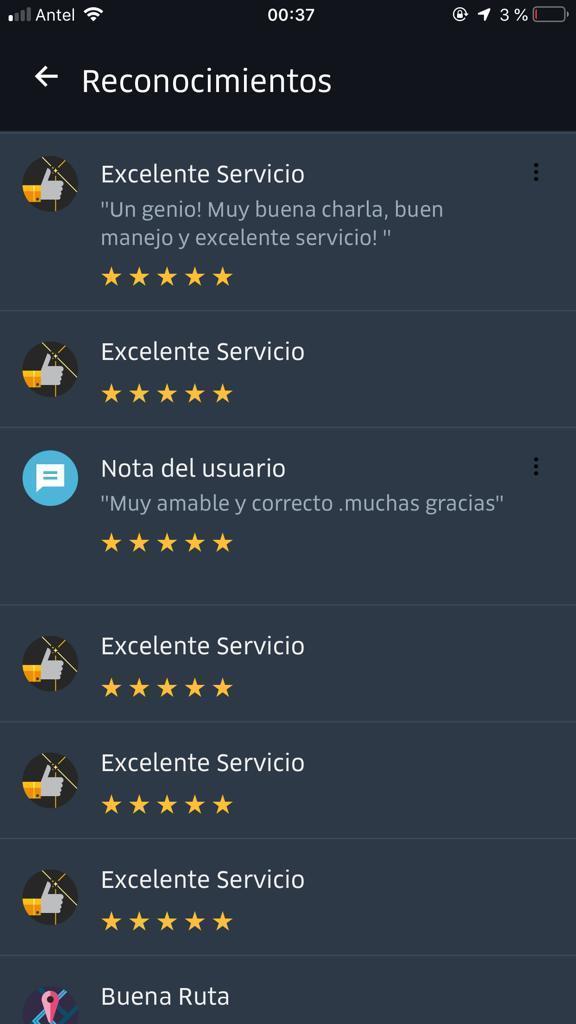 Antel 00:37 3 %
Reconocimientos
Excelente Servicio
"Un genio! Muy buena charla, buen
manejo y excelente servicio! "
Excelente Servicio
Nota del usuario
"Muy amable y correcto .muchas gracias"
Excelente Servicio
Excelente Servicio
Excelente Servicio
Buena Ruta